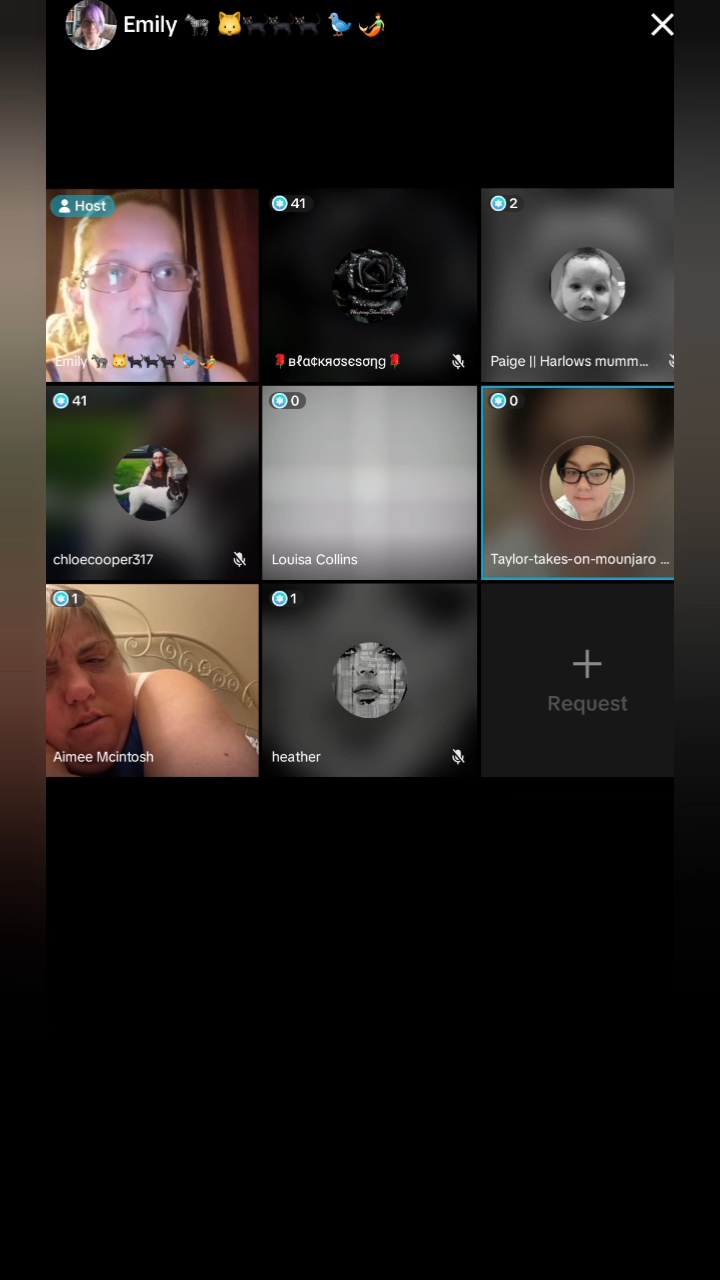 Emily 🦓 🐱🐈‍⬛🐈‍⬛🐈‍⬛ 🐦 🧜
Host
41
2
Emily 🦓 🐱🐈‍⬛🐈‍⬛🐈‍⬛ 🐦 🧜
🌹вℓα¢кяσѕєѕσηg🌹
Paige || Harlows mumm...
41
0
0
chloecooper317
Louisa Collins
Taylor-takes-on-mounjaro ...
1
1
Aimee Mcintosh
heather
Request